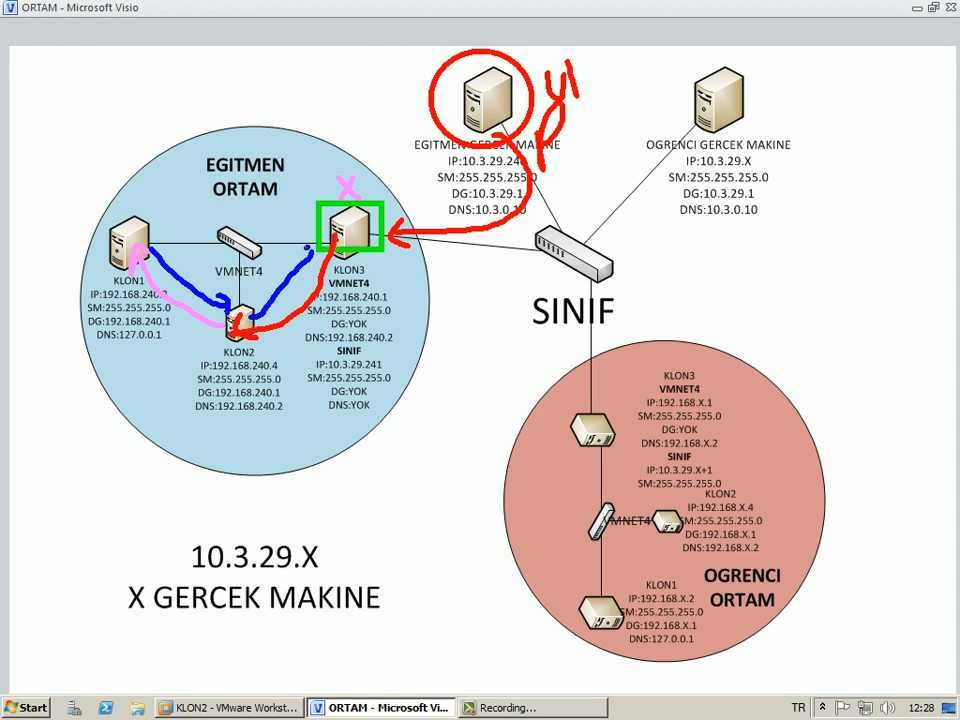 ORTAM - Microsoft Visio
EGITMEN GERCEK MAKINE
IP:10.3.29.240
SM:255.255.255.0
DG:10.3.29.1
DNS:10.3.0.10
OGRENCI GERCEK MAKINE
IP:10.3.29.X
SM:255.255.255.0
DG:10.3.29.1
DNS:10.3.0.10
EGITMEN
ORTAM
X
VMNET4
KLON1
IP:192.168.240.2
SM:255.255.255.0
DG:192.168.240.1
DNS:127.0.0.1
KLON2
IP:192.168.240.4
SM:255.255.255.0
DG:192.168.240.1
DNS:192.168.240.2
KLON3
VMNET4
IP:192.168.240.1
SM:255.255.255.0
DG:YOK
DNS:192.168.240.2
SINIF
IP:10.3.29.241
SM:255.255.255.0
DG:YOK
DNS:YOK
SINIF
KLON3
VMNET4
IP:192.168.X.1
SM:255.255.255.0
DG:YOK
DNS:192.168.X.2
SINIF
IP:10.3.29.X+1
SM:255.255.255.0
VMNET4
KLON2
IP:192.168.X.4
SM:255.255.255.0
DG:192.168.X.1
DNS:192.168.X.2
OGRENCI
ORTAM
KLON1
IP:192.168.X.2
SM:255.255.255.0
DG:192.168.X.1
DNS:127.0.0.1
10.3.29.X
X GERCEK MAKINE
Start
KLON2 - VMware Workst...
ORTAM - Microsoft Vi...
Recording...
TR
12:28